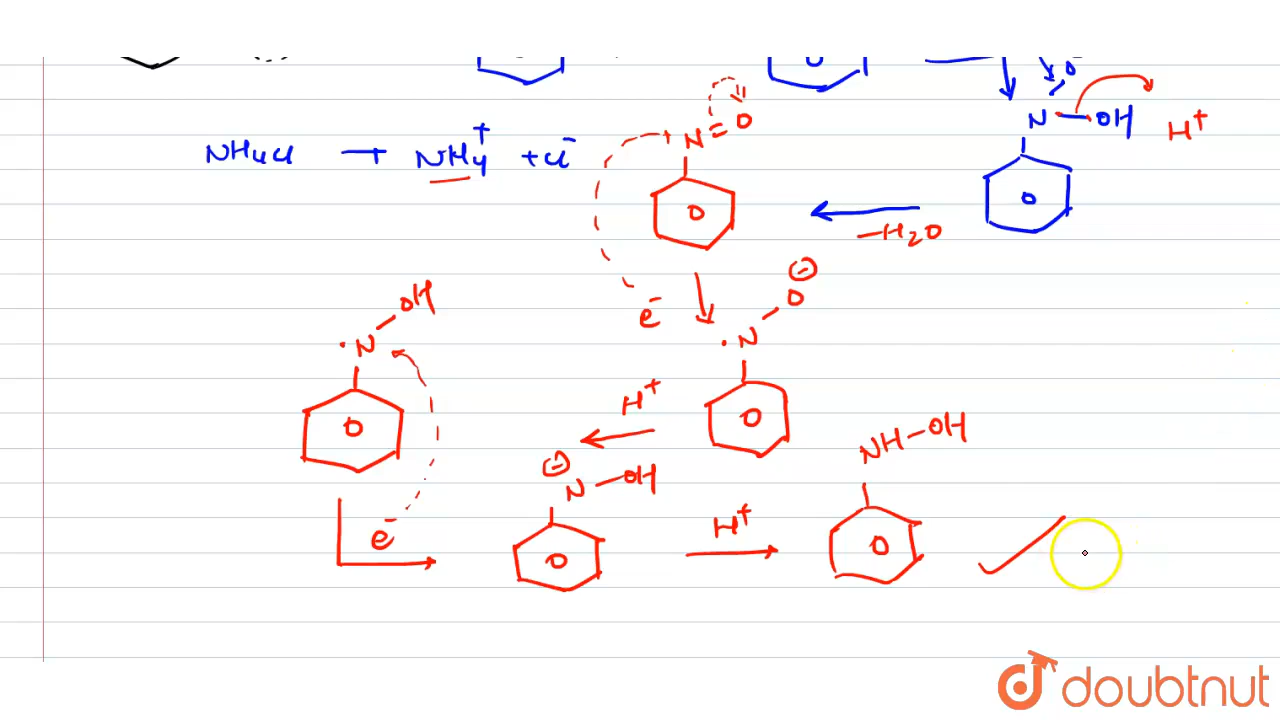 O
N=O
N-OH
H+
NH4Cl → NH4+ + Cl-
-H2O
e-
O
N
OH
N
H+
NH-OH
N-OH
H+
e-
doubtnut